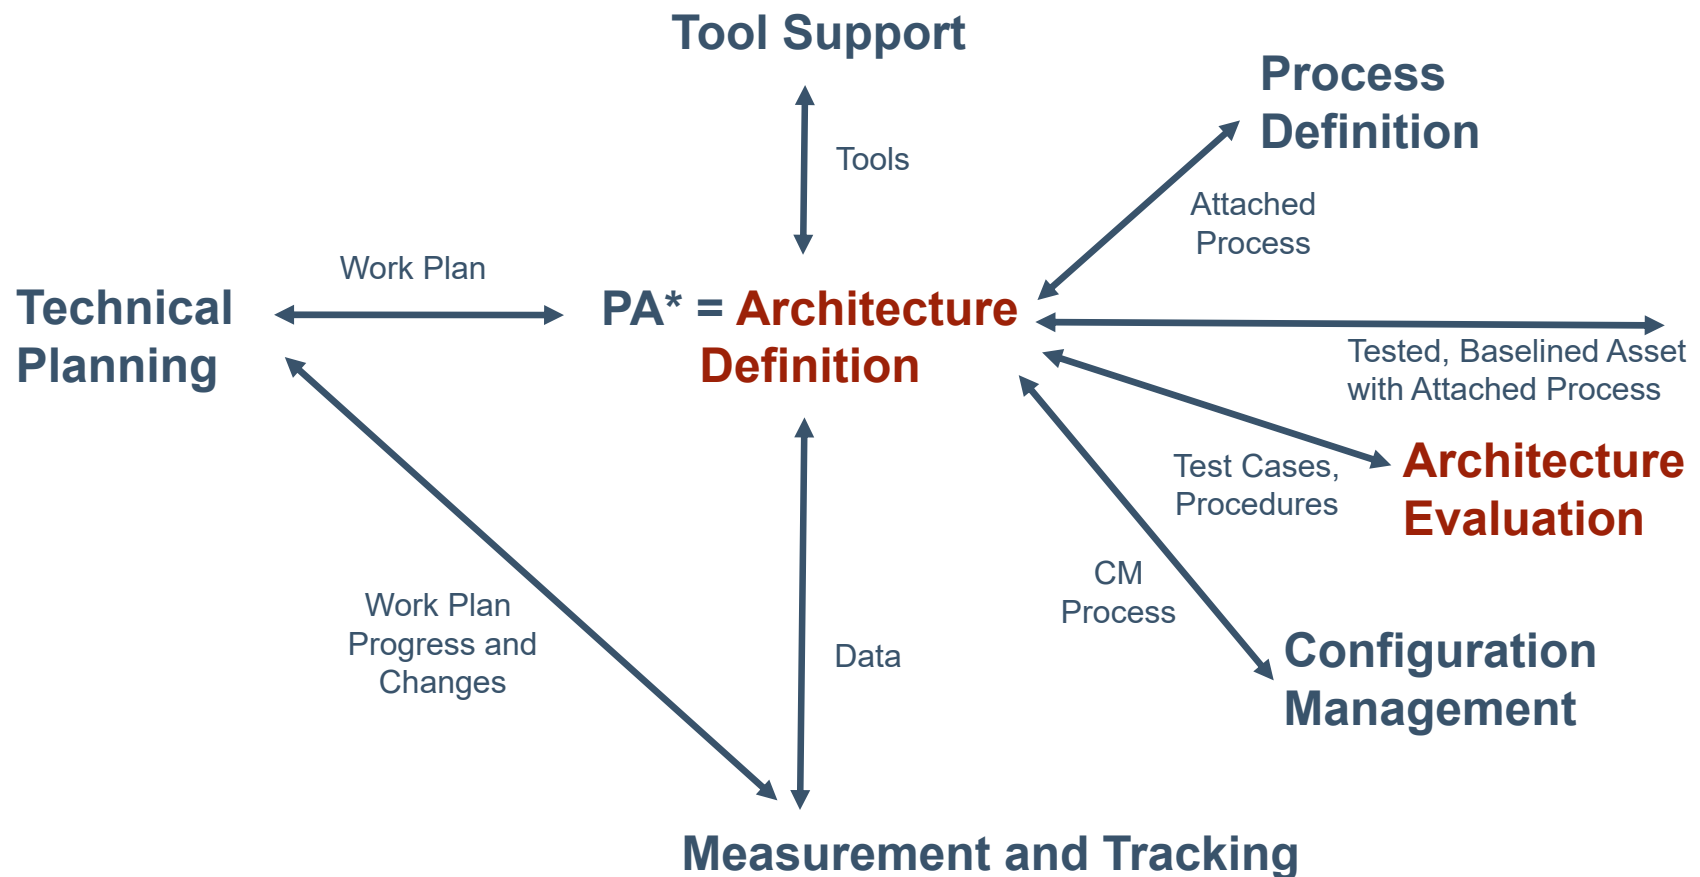 Tool Support
Process
Definition
Tools
Attached
Process
Work Plan
Technical
Planning
PA* = Architecture
Definition
Tested, Baselined Asset
with Attached Process
Architecture
Evaluation
Test Cases,
Procedures
CM
Process
Work Plan
Progress and
Changes
Data
Configuration
Management
Measurement and Tracking